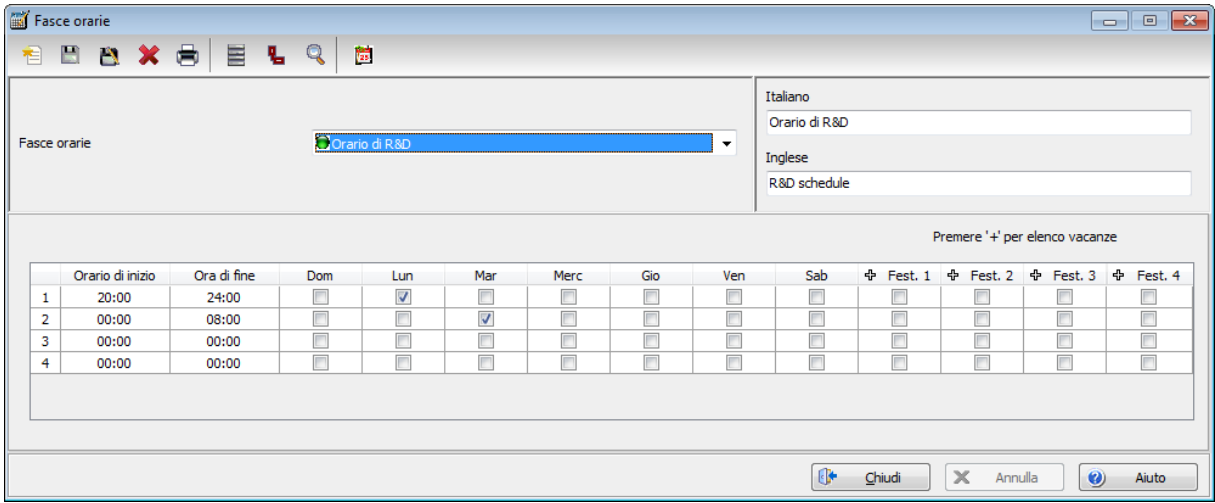 Fasce orarie
25
Italiano
Orario di R&D
Fasce orarie
Orario di R&D
Inglese
R&D schedule
Premere '+' per elenco vacanze
Orario di inizio Ora di fine Dom Lun Mar Merc Gio Ven Sab Fest. 1 Fest. 2 Fest. 3 Fest. 4
1 20:00 24:00
2 00:00 08:00
3 00:00 00:00
4 00:00 00:00
Chiudi Annulla Aiuto